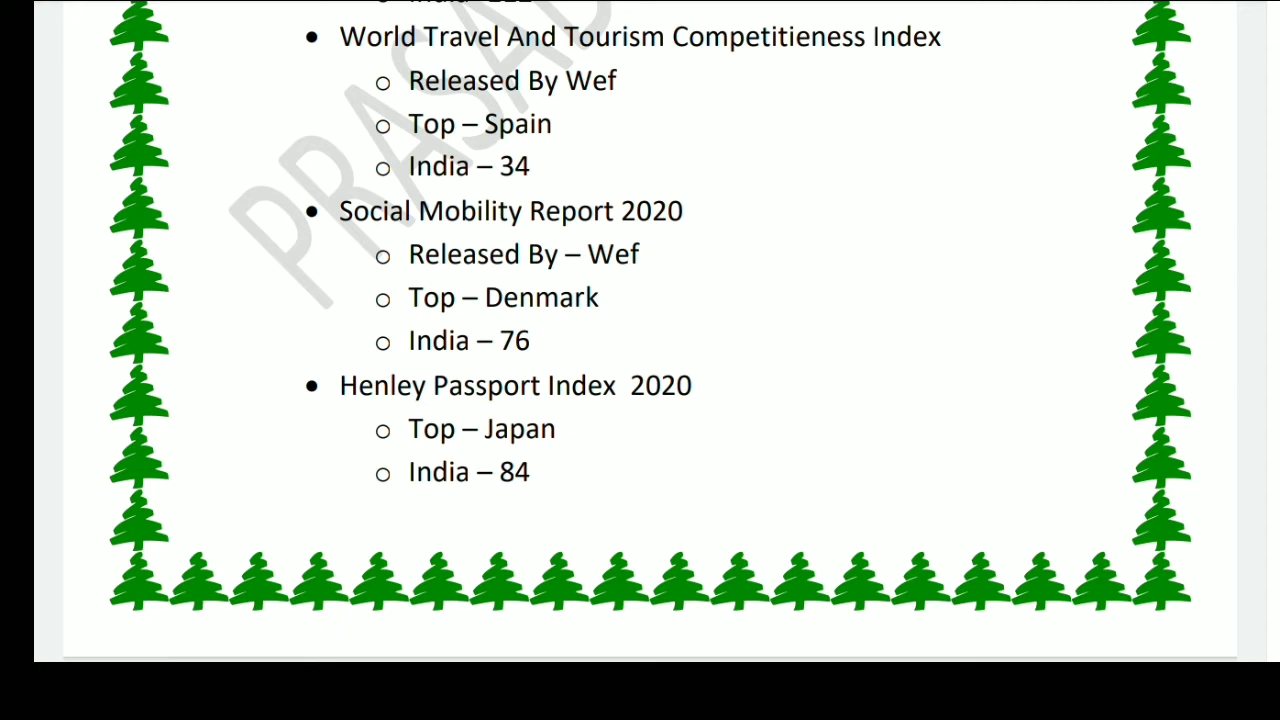 • World Travel And Tourism Competitieness Index
o Released By Wef
o Top – Spain
o India – 34
• Social Mobility Report 2020
o Released By – Wef
o Top – Denmark
o India – 76
• Henley Passport Index  2020
o Top – Japan
o India – 84